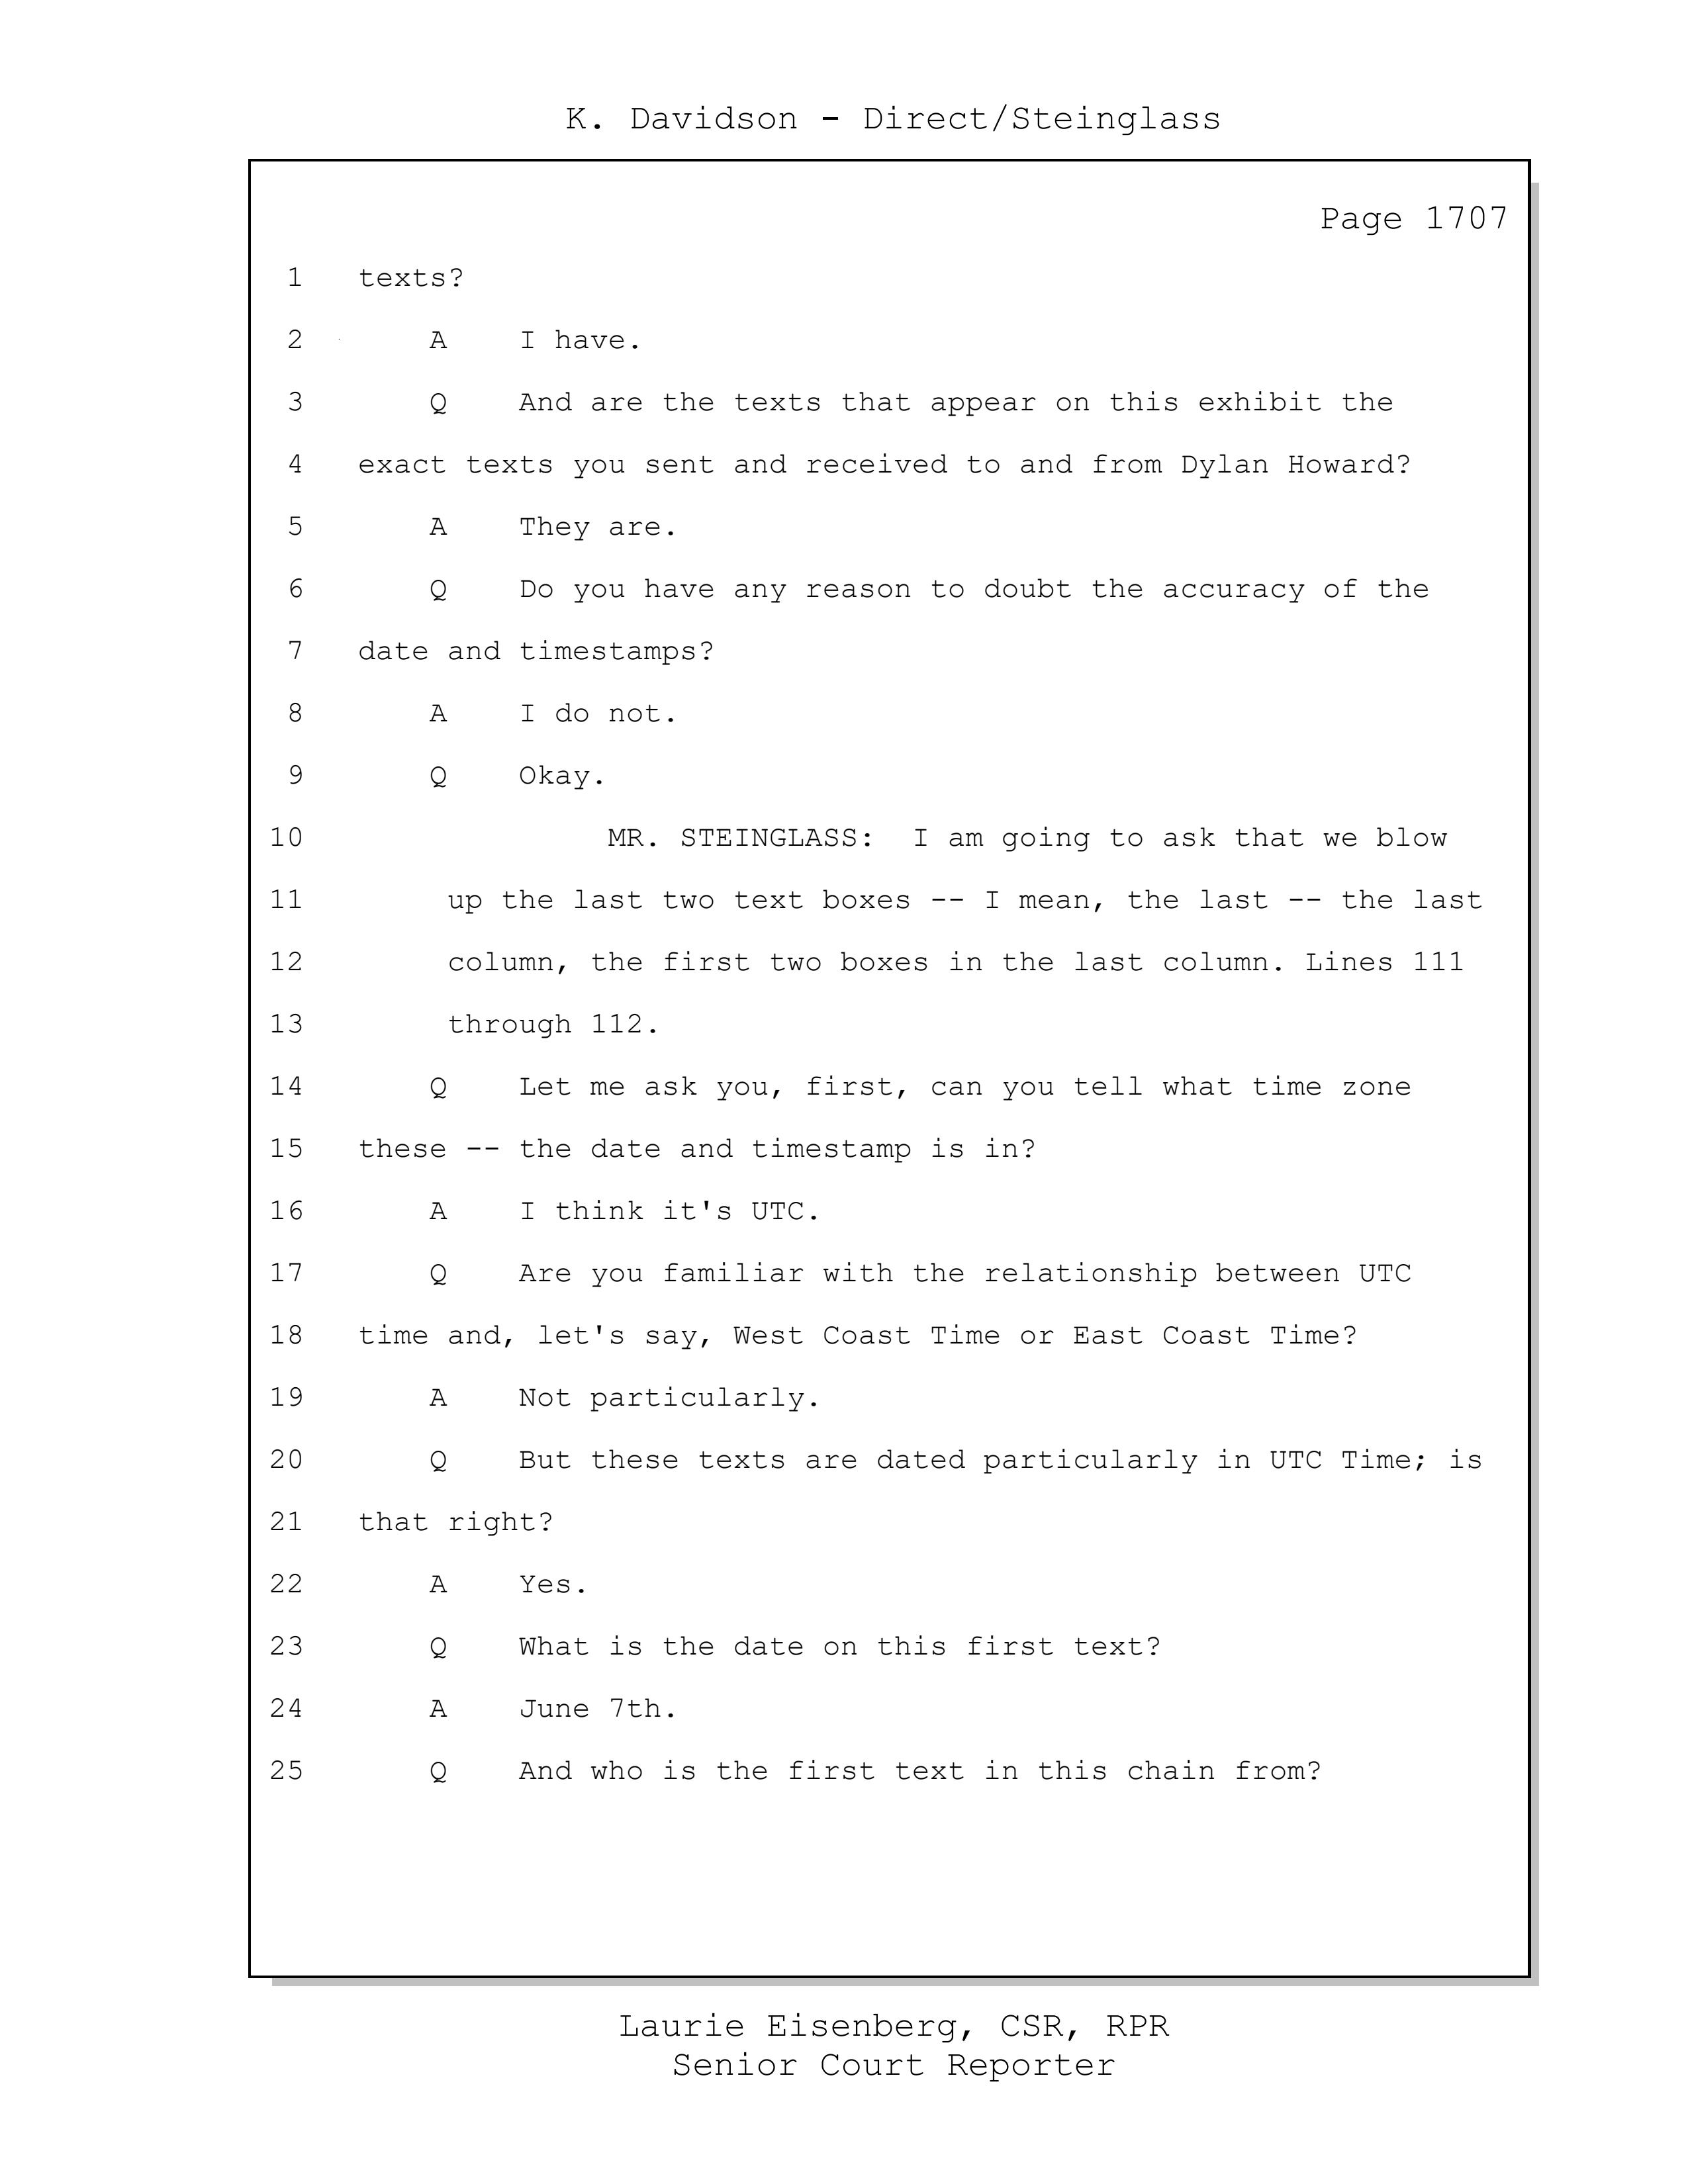 K. Davidson - Direct/Steinglass
Page 1707
1 texts?
2 A I have.
3 Q And are the texts that appear on this exhibit the
4 exact texts you sent and received to and from Dylan Howard?
5 A They are.
6 Q Do you have any reason to doubt the accuracy of the
7 date and timestamps?
8 A I do not.
9 Q Okay.
10 MR. STEINGLASS: I am going to ask that we blow
11 up the last two text boxes -- I mean, the last -- the last
12 column, the first two boxes in the last column. Lines 111
13 through 112.
14 Q Let me ask you, first, can you tell what time zone
15 these -- the date and timestamp is in?
16 A I think it's UTC.
17 Q Are you familiar with the relationship between UTC
18 time and, let's say, West Coast Time or East Coast Time?
19 A Not particularly.
20 Q But these texts are dated particularly in UTC Time; is
21 that right?
22 A Yes.
23 Q What is the date on this first text?
24 A June 7th.
25 Q And who is the first text in this chain from?
Laurie Eisenberg, CSR, RPR
Senior Court Reporter